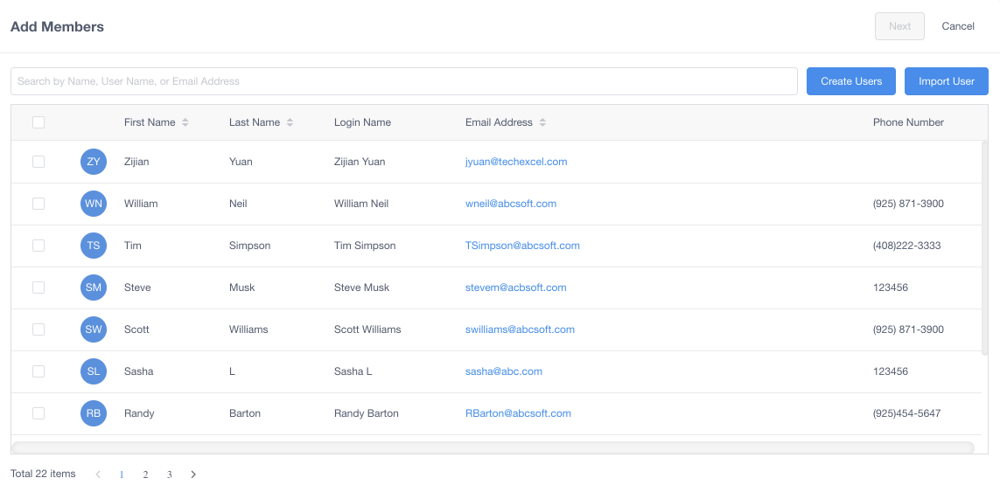 Add Members
Next Cancel
Search by Name, User Name, or Email Address
Create Users Import User
First Name Last Name Login Name Email Address Phone Number
ZY Zijian Yuan Zijian Yuan jyuan@techexcel.com
WN William Neil William Neil wneil@abcsoft.com (925) 871-3900
TS Tim Simpson Tim Simpson TSimpson@abcsoft.com (408)222-3333
SM Steve Musk Steve Musk stevem@acbsoft.com 123456
SW Scott Williams Scott Williams swilliams@abcsoft.com (925) 871-3900
SL Sasha L Sasha L sasha@abc.com 123456
RB Randy Barton Randy Barton RBarton@abcsoft.com (925)454-5647
Total 22 items < 1 2 3 >